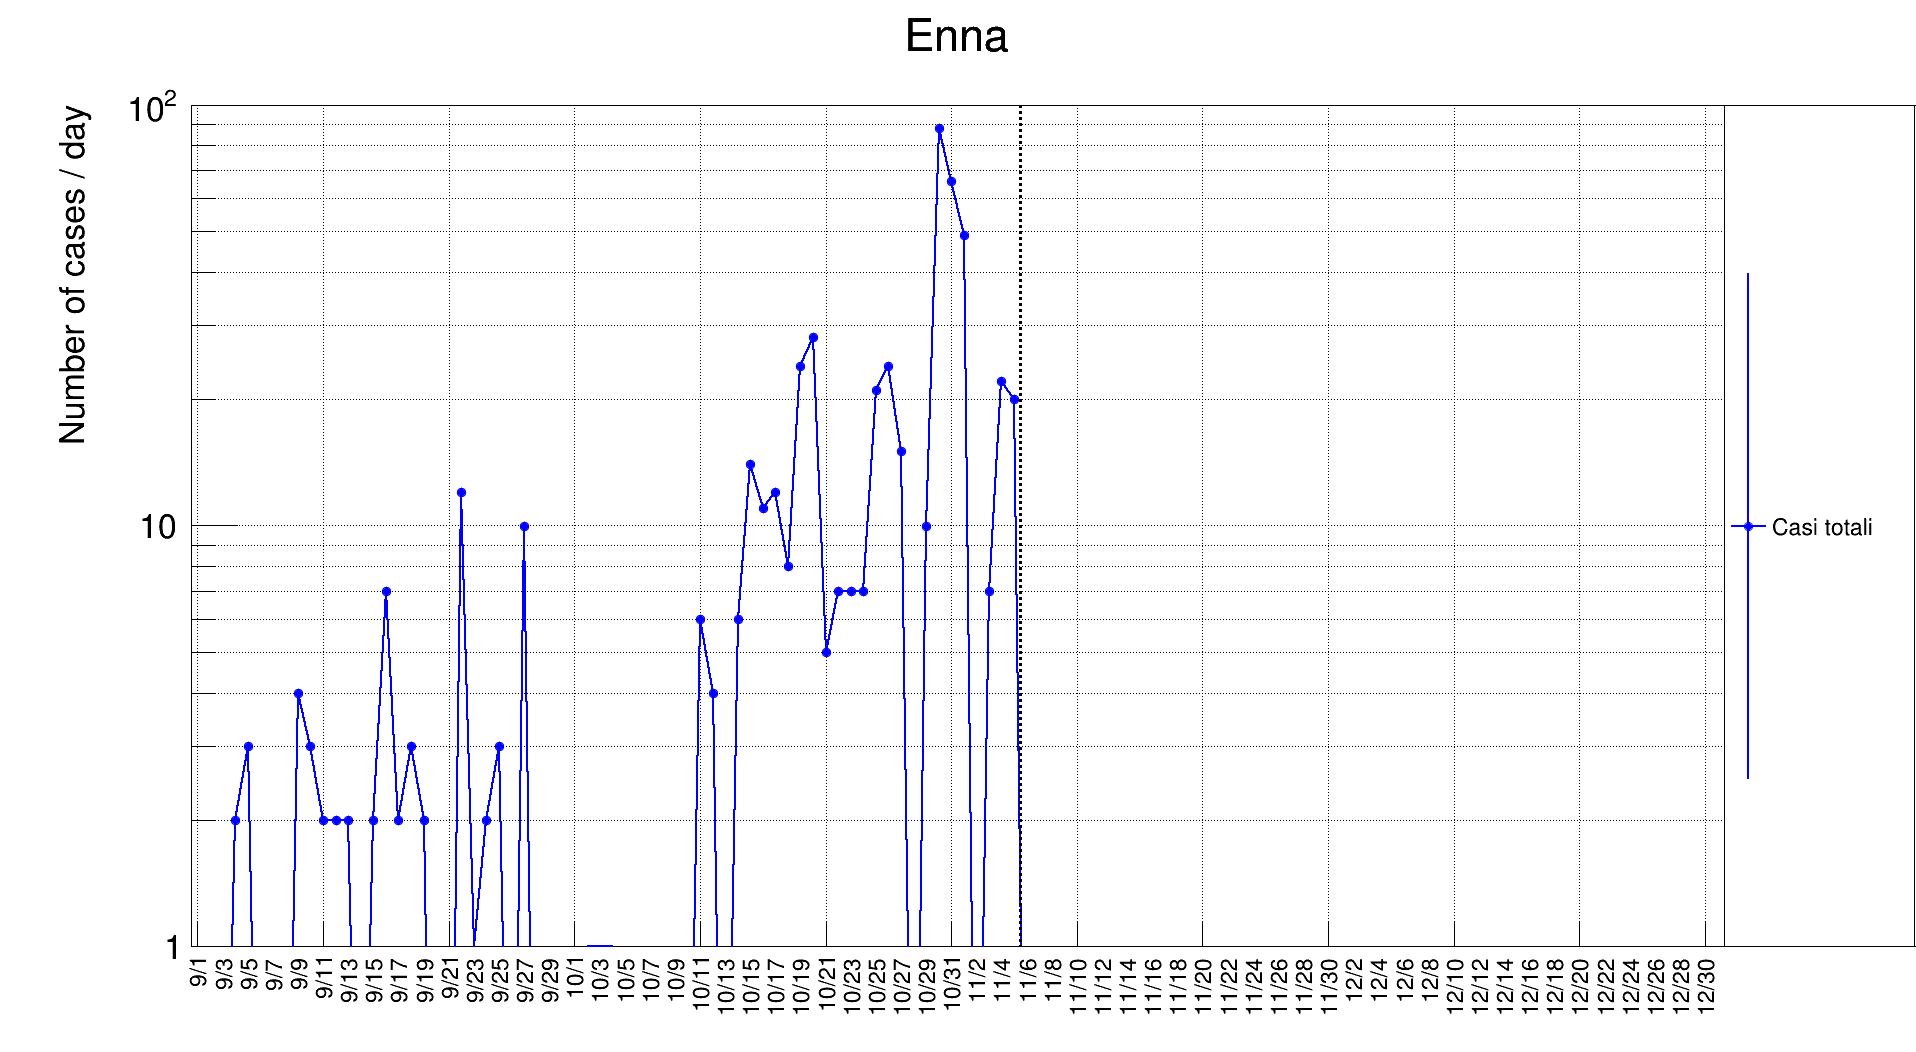 Enna
Number of cases / day
10²
10
1
Casi totali
9/1 9/3 9/5 9/7 9/9 9/11 9/13 9/15 9/17 9/19 9/21 9/23 9/25 9/27 9/29 10/1 10/3 10/5 10/7 10/9 10/11 10/13 10/15 10/17 10/19 10/21 10/23 10/25 10/27 10/29 10/31 11/2 11/4 11/6 11/8 11/10 11/12 11/14 11/16 11/18 11/20 11/22 11/24 11/26 11/28 11/30 12/2 12/4 12/6 12/8 12/10 12/12 12/14 12/16 12/18 12/20 12/22 12/24 12/26 12/28 12/30